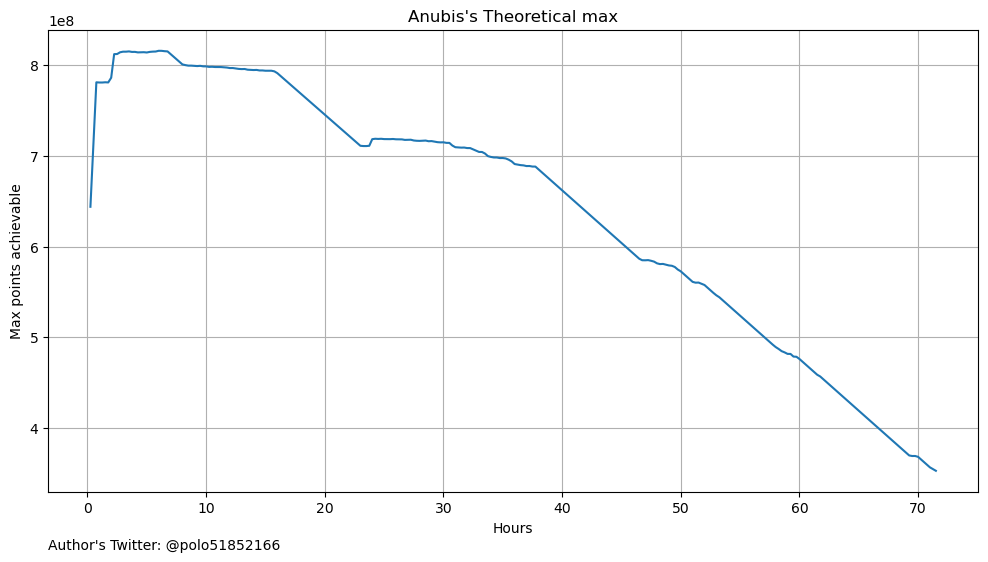 Anubis's Theoretical max
1e8
8
7
6
5
4
Max points achievable
0 10 20 30 40 50 60 70
Hours
Author's Twitter: @polo51852166